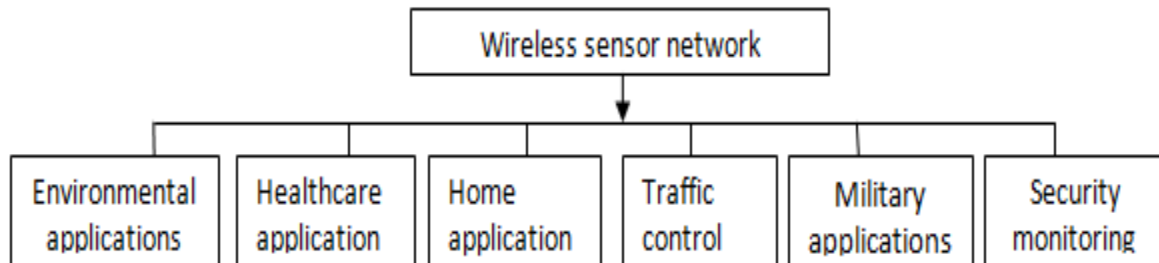 Wireless sensor network
Environmental
applications
Healthcare
application
Home
application
Traffic
control
Military
applications
Security
monitoring